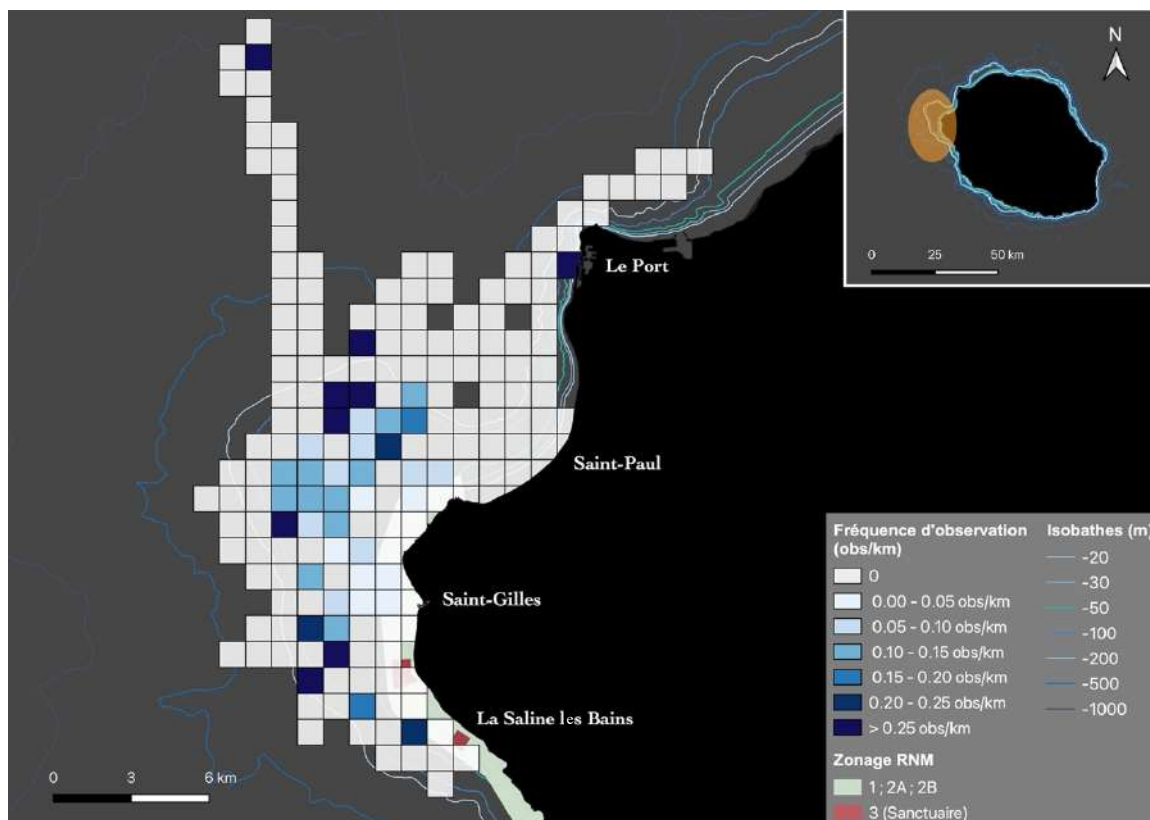 N
0 25 50 km
Le Port
Saint-Paul
Saint-Gilles
La Saline les Bains
0 3 6 km
Fréquence d'observation
(obs/km)
0
0.00 - 0.05 obs/km
0.05 - 0.10 obs/km
0.10 - 0.15 obs/km
0.15 - 0.20 obs/km
0.20 - 0.25 obs/km
> 0.25 obs/km
Zonage RNM
1 ; 2A ; 2B
3 (Sanctuaire)
Isobathes (m)
-20
-30
-50
-100
-200
-500
-1000